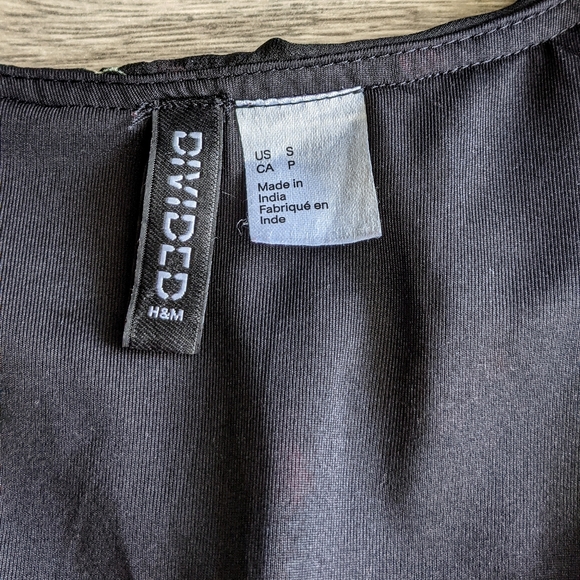 DIVIDED
H&M
US S
CA P
Made in
India
Fabriqué en
Inde